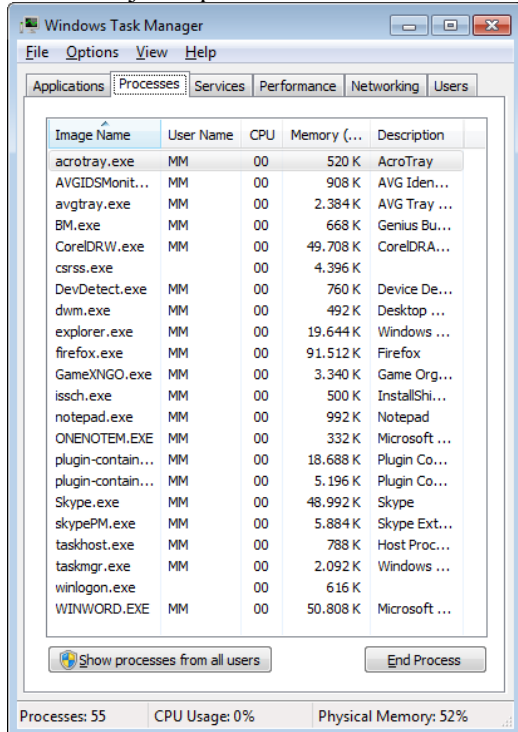 Windows Task Manager
File Options View Help
Applications Processes Services Performance Networking Users
Image Name User Name CPU Memory (... Description
acrotray.exe MM 00 520 K AcroTray
AVGIDSMonit... MM 00 908 K AVG Iden...
avgtray.exe MM 00 2.384 K AVG Tray ...
BM.exe MM 00 668 K Genius Bu...
CorelDRW.exe MM 00 49.708 K CorelDRA...
csrss.exe 00 4.396 K
DevDetect.exe MM 00 760 K Device De...
dwm.exe MM 00 492 K Desktop ...
explorer.exe MM 00 19.644 K Windows ...
firefox.exe MM 00 91.512 K Firefox
GameXNGO.exe MM 00 3.340 K Game Org...
issch.exe MM 00 500 K InstallShi...
notepad.exe MM 00 992 K Notepad
ONENOTEM.EXE MM 00 332 K Microsoft ...
plugin-contain... MM 00 18.688 K Plugin Co...
plugin-contain... MM 00 5.196 K Plugin Co...
Skype.exe MM 00 48.992 K Skype
skypePM.exe MM 00 5.884 K Skype Ext...
taskhost.exe MM 00 788 K Host Proc...
taskmgr.exe MM 00 2.092 K Windows ...
winlogon.exe 00 616 K
WINWORD.EXE MM 00 50.808 K Microsoft ...
Show processes from all users End Process
Processes: 55 CPU Usage: 0% Physical Memory: 52%